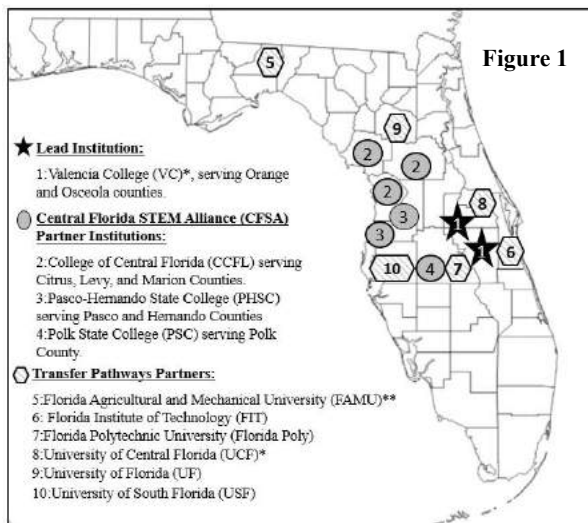 Figure 1
5
9
2
2
2
3
3
8
1
1
6
10
4
7
Lead Institution:
1:Valencia College (VC)*, serving Orange
and Osceola counties.
Central Florida STEM Alliance (CFSA)
Partner Institutions:
2: College of Central Florida (CCFL) serving
Citrus, Levy, and Marion Counties.
3: Pasco-Hernando State College (PHSC)
serving Pasco and Hernando Counties
4:Polk State College (PSC) serving Polk
County.
Transfer Pathways Partners:
5:Florida Agricultural and Mechanical University (FAMU)**
6: Florida Institute of Technology (FIT)
7:Florida Polytechnic University (Florida Poly)
8:University of Central Florida (UCF)*
9:University of Florida (UF)
10:University of South Florida (USF)